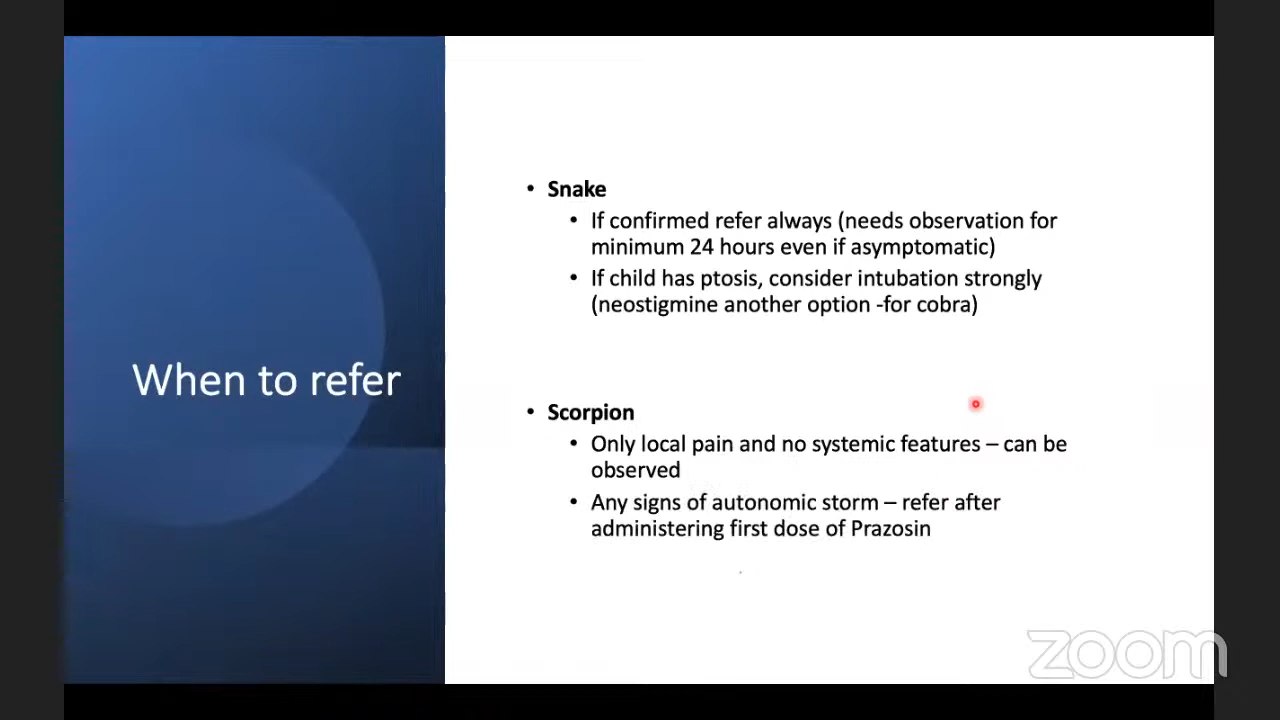 When to refer
• Snake
• If confirmed refer always (needs observation for
minimum 24 hours even if asymptomatic)
• If child has ptosis, consider intubation strongly
(neostigmine another option -for cobra)
• Scorpion
• Only local pain and no systemic features – can be
observed
• Any signs of autonomic storm – refer after
administering first dose of Prazosin
zoom